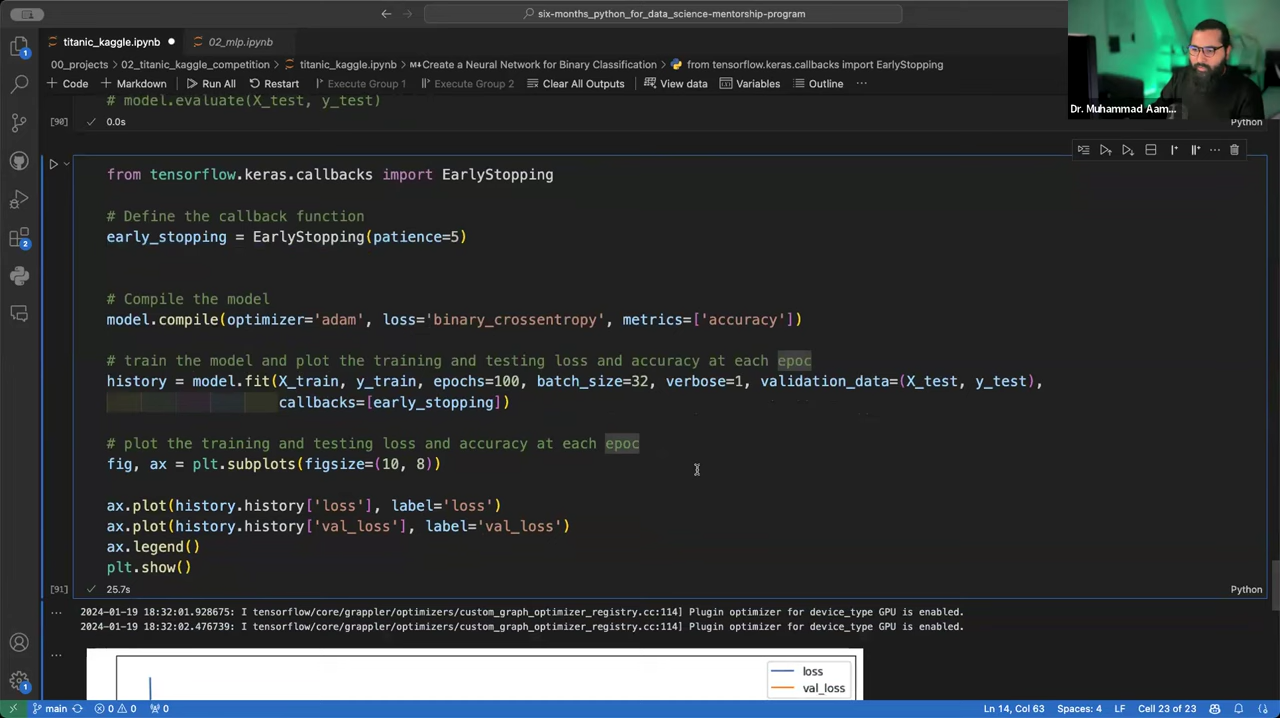 six-months_python_for_data_science-mentorship-program
titanic_kaggle.ipynb
02_mlp.ipynb
00_projects > 02_titanic_kaggle_competition > titanic_kaggle.ipynb > Create a Neural Network for Binary Classification > from tensorflow.keras.callbacks import EarlyStopping
+ Code + Markdown Run All Restart Execute Group 1 Execute Group 2 Clear All Outputs View data Variables Outline ...
Dr. Muhammad Aam...
# model.evaluate(X_test, y_test)
[90] 0.0s Python
from tensorflow.keras.callbacks import EarlyStopping
# Define the callback function
early_stopping = EarlyStopping(patience=5)
# Compile the model
model.compile(optimizer='adam', loss='binary_crossentropy', metrics=['accuracy'])
# train the model and plot the training and testing loss and accuracy at each epoc
history = model.fit(X_train, y_train, epochs=100, batch_size=32, verbose=1, validation_data=(X_test, y_test),
callbacks=[early_stopping])
# plot the training and testing loss and accuracy at each epoc
fig, ax = plt.subplots(figsize=(10, 8))
ax.plot(history.history['loss'], label='loss')
ax.plot(history.history['val_loss'], label='val_loss')
ax.legend()
plt.show()
[91] 25.7s Python
2024-01-19 18:32:01.928675: I tensorflow/core/grappler/optimizers/custom_graph_optimizer_registry.cc:114] Plugin optimizer for device_type GPU is enabled.
2024-01-19 18:32:02.476739: I tensorflow/core/grappler/optimizers/custom_graph_optimizer_registry.cc:114] Plugin optimizer for device_type GPU is enabled.
loss
val_loss
1
2
1
main 0 0 0 Ln 14, Col 63 Spaces: 4 LF Cell 23 of 23